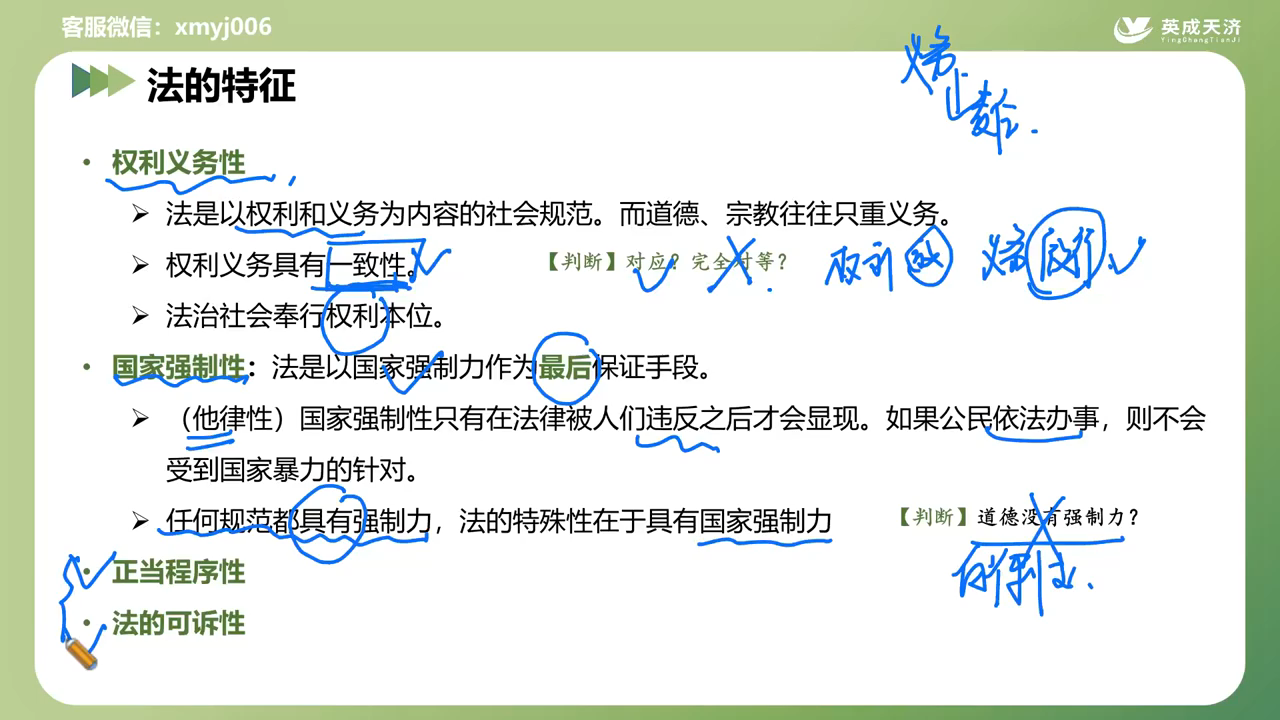 客服微信：xmyj006
英成天济
YingChengTianJi
法的特征
• 权利义务性
法是以权利和义务为内容的社会规范。而道德、宗教往往只重义务。
权利义务具有一致性。 【判断】对应？完全对等？
权利
法治社会奉行权利本位。
• 国家强制性：法是以国家强制力作为最后保证手段。
（他律性）国家强制性只有在法律被人们违反之后才会显现。如果公民依法办事，则不会
受到国家暴力的针对。
任何规范都具有强制力，法的特殊性在于具有国家强制力 【判断】道德没有强制力？
• 正当程序性
• 法的可诉性